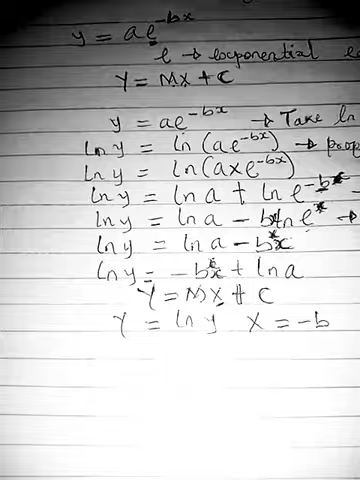 y = ae^-bx
e → exponential
Y = MX + C
y = ae^-bx → Take ln
ln y = ln (ae^-bx) →
ln y = ln (a x e^-bx)
ln y = ln a + ln e^-bx
ln y = ln a - ln e^x →
ln y = ln a - bx
ln y = -bx + ln a
Y = MX + C
Y = ln y X = -b